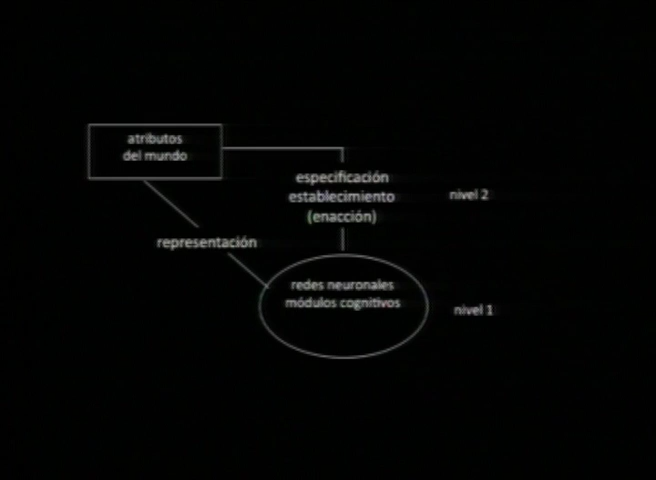 atributos
del mundo
especificación
establecimiento
(enacción)
nivel 2
representación
redes neuronales
módulos cognitivos
nivel 1